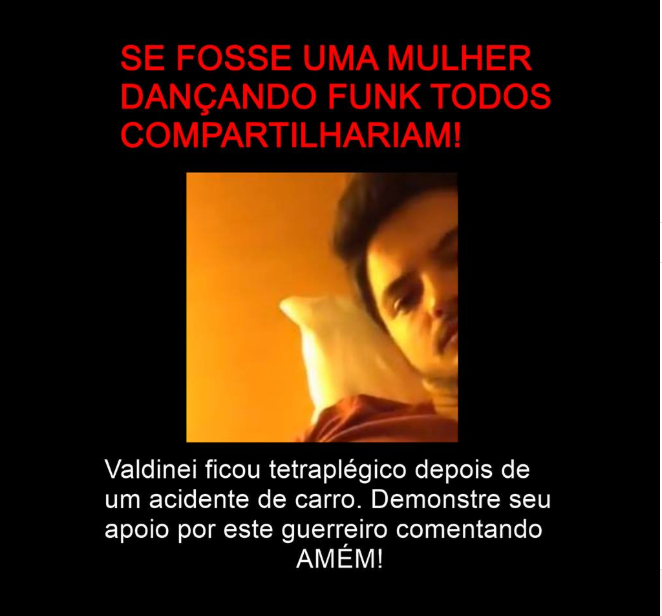 SE FOSSE UMA MULHER
DANÇANDO FUNK TODOS
COMPARTILHARIAM!
Valdinei ficou tetraplégico depois de
um acidente de carro. Demonstre seu
apoio por este guerreiro comentando
AMÉM!